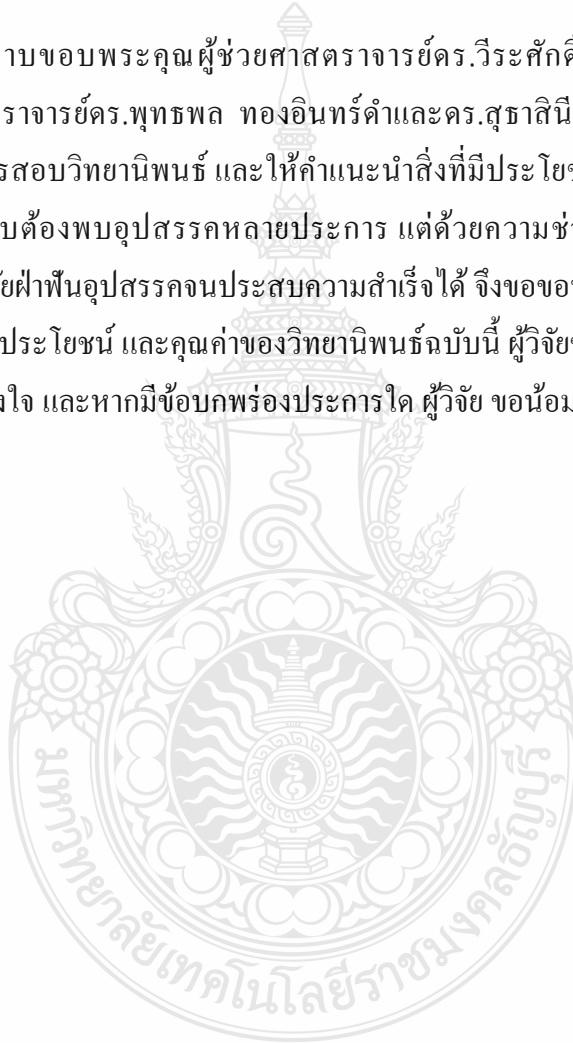 าบขอบพระคุณผู้ช่วยศาสตราจารย์ดร.วีระศักดิ์
ราจารย์ดร.พุทธพล ทองอินทร์ดำและดร.สุธาสินี
รสอบวิทยานิพนธ์ และให้คำแนะนำสิ่งที่มีประโยช
บต้องพบอุปสรรคหลายประการ แต่ด้วยความช่ว
ัยฝ่าฟันอุปสรรคจนประสบความสำเร็จได้ จึงขอขอ
ประโยชน์ และคุณค่าของวิทยานิพนธ์ฉบับนี้ ผู้วิจัย
งใจ และหากมีข้อบกพร่องประการใด ผู้วิจัย ขอน้อม
มหาวิทยาลัยเทคโนโลยีราชมงคลธัญบุรี